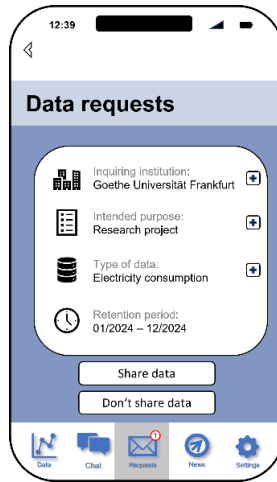 12:39
Data requests
Inquiring institution:
Goethe Universität Frankfurt
Intended purpose:
Research project
Type of data:
Electricity consumption
Retention period:
01/2024 – 12/2024
Share data
Don't share data
1
Data Chat Requests News Settings